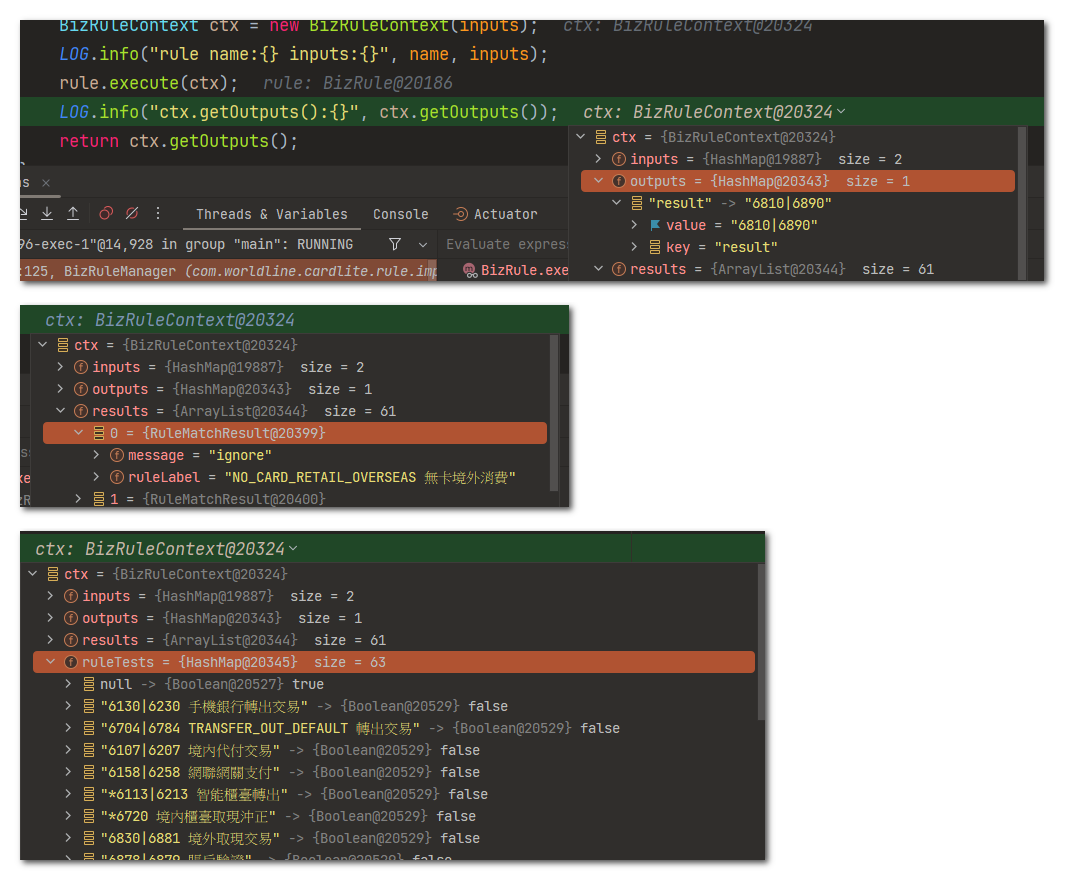 BizRuleContext ctx = new BizRuleContext(inputs);   ctx: BizRuleContext@20324
LOG.info("rule name:{} inputs:{}", name, inputs);
rule.execute(ctx);   rule: BizRule@20186
LOG.info("ctx.getOutputs():{}", ctx.getOutputs());   ctx: BizRuleContext@20324
return ctx.getOutputs();
ctx = {BizRuleContext@20324}
inputs = {HashMap@19887}  size = 2
outputs = {HashMap@20343}  size = 1
"result" -> "6810|6890"
value = "6810|6890"
key = "result"
results = {ArrayList@20344}  size = 61
Threads & Variables   Console   Actuator
96-exec-1"@14,928 in group "main": RUNNING
Evaluate express
:125, BizRuleManager (com.worldline.cardlite.rule.imp
BizRule.exe
ctx: BizRuleContext@20324
ctx = {BizRuleContext@20324}
inputs = {HashMap@19887}  size = 2
outputs = {HashMap@20343}  size = 1
results = {ArrayList@20344}  size = 61
0 = {RuleMatchResult@20399}
message = "ignore"
ruleLabel = "NO_CARD_RETAIL_OVERSEAS 無卡境外消費"
1 = {RuleMatchResult@20400}
ctx: BizRuleContext@20324
ctx = {BizRuleContext@20324}
inputs = {HashMap@19887}  size = 2
outputs = {HashMap@20343}  size = 1
results = {ArrayList@20344}  size = 61
ruleTests = {HashMap@20345}  size = 63
null -> {Boolean@20527} true
"6130|6230 手機銀行轉出交易" -> {Boolean@20529} false
"6704|6784 TRANSFER_OUT_DEFAULT 轉出交易" -> {Boolean@20529} false
"6107|6207 境內代付交易" -> {Boolean@20529} false
"6158|6258 網聯網關支付" -> {Boolean@20529} false
"*6113|6213 智能櫃臺轉出" -> {Boolean@20529} false
"*6720 境內櫃臺取現沖正" -> {Boolean@20529} false
"6830|6881 境外取現交易" -> {Boolean@20529} false
"6878|6879 賬戶驗證" -> {Boolean@20529} false